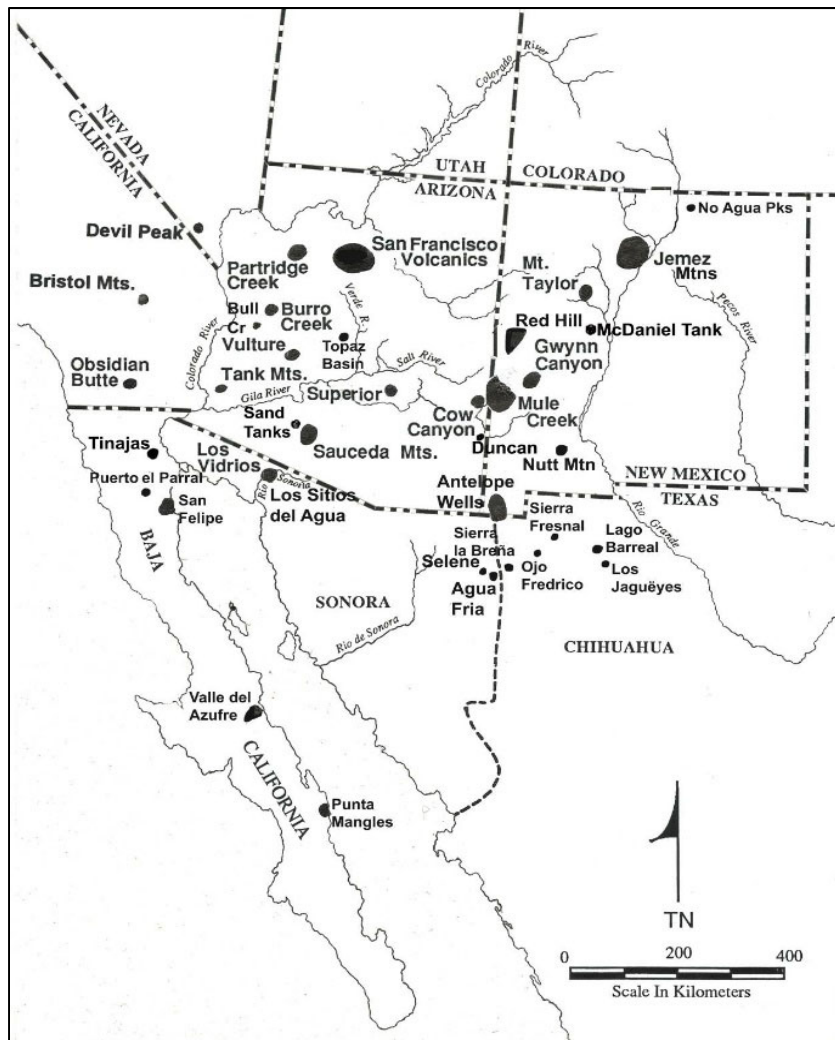 Colorado River
NEVADA
CALIFORNIA
UTAH
COLORADO
ARIZONA
No Agua Pks
Devil Peak
San Francisco
Volcanics
Partridge
Creek
Mt.
Taylor
Jemez
Mtns
Bristol Mts.
Verde R.
Pecos River
Bull
Cr
Burro
Creek
Red Hill
McDaniel Tank
Colorado River
Vulture
Topaz
Basin
Salt River
Gwynn
Canyon
Obsidian
Butte
Tank Mts.
Gila River
Superior
Sand
Tanks
Cow
Canyon
Mule
Creek
Sauceda Mts.
Duncan
Nutt Mtn
Tinajas
Los
Vidrios
Puerto el Parral
San
Felipe
Rio Sonoita
Los Sitios
del Agua
Antelope
Wells
NEW MEXICO
TEXAS
Rio Grande
Sierra
Fresnal
Sierra
la Breña
Lago
Barreal
BAJA
Selene
Ojo
Fredrico
Los
Jaguëyes
Agua
Fria
SONORA
Rio de Sonora
CHIHUAHUA
Valle del
Azufre
CALIFORNIA
Punta
Mangles
TN
0 200 400
Scale In Kilometers